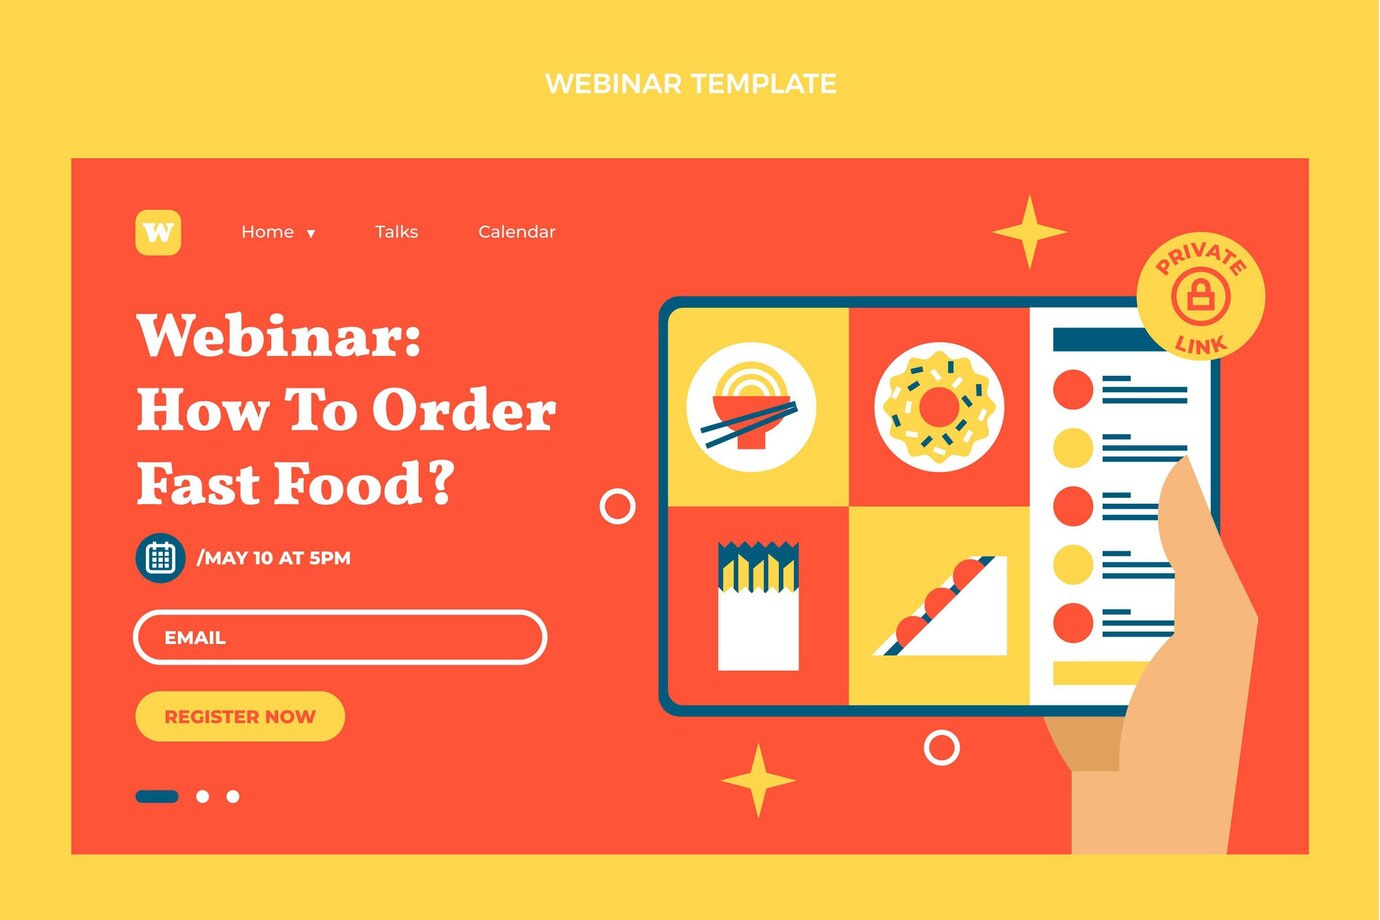 WEBINAR TEMPLATE
W
Home ▼ Talks Calendar
Webinar:
How To Order
Fast Food?
/MAY 10 AT 5PM
EMAIL
REGISTER NOW
PRIVATE
LINK